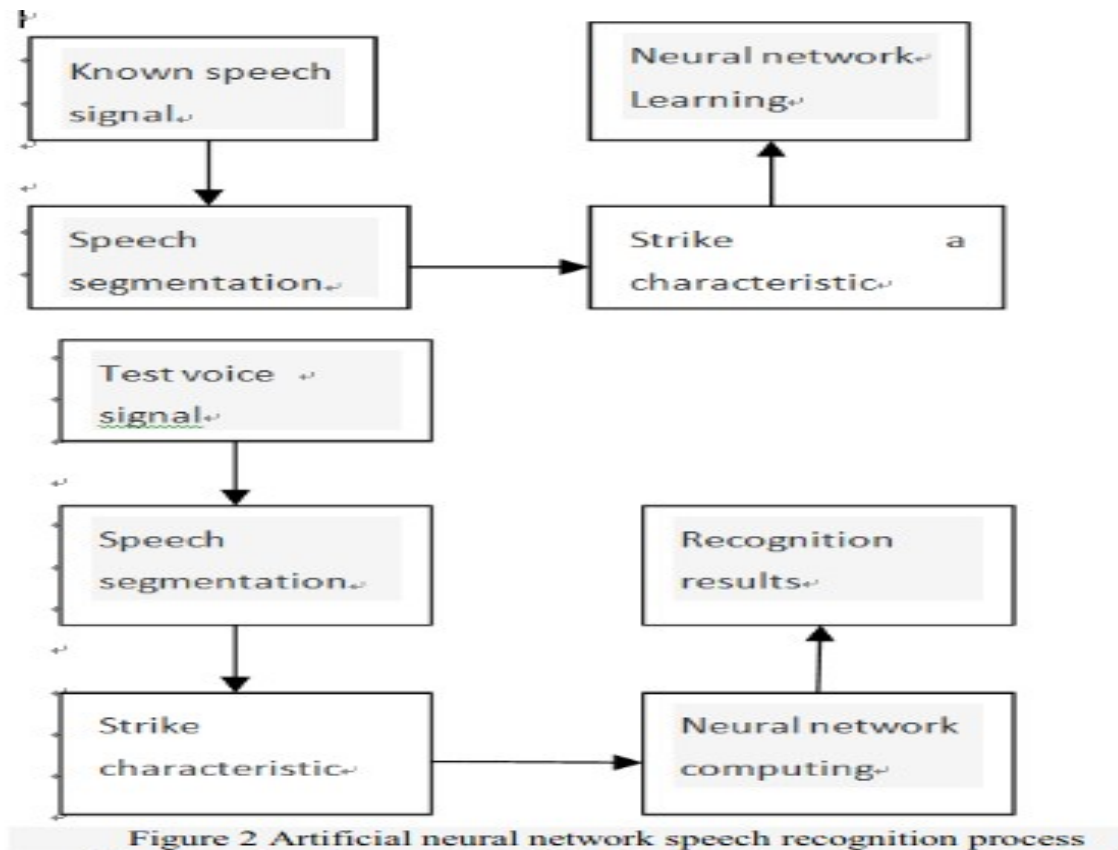 Known speech
signal
Neural network
Learning
Speech
segmentation
Strike a
characteristic
Test voice
signal
Speech
segmentation
Recognition
results
Strike
characteristic
Neural network
computing
Figure 2 Artificial neural network speech recognition process